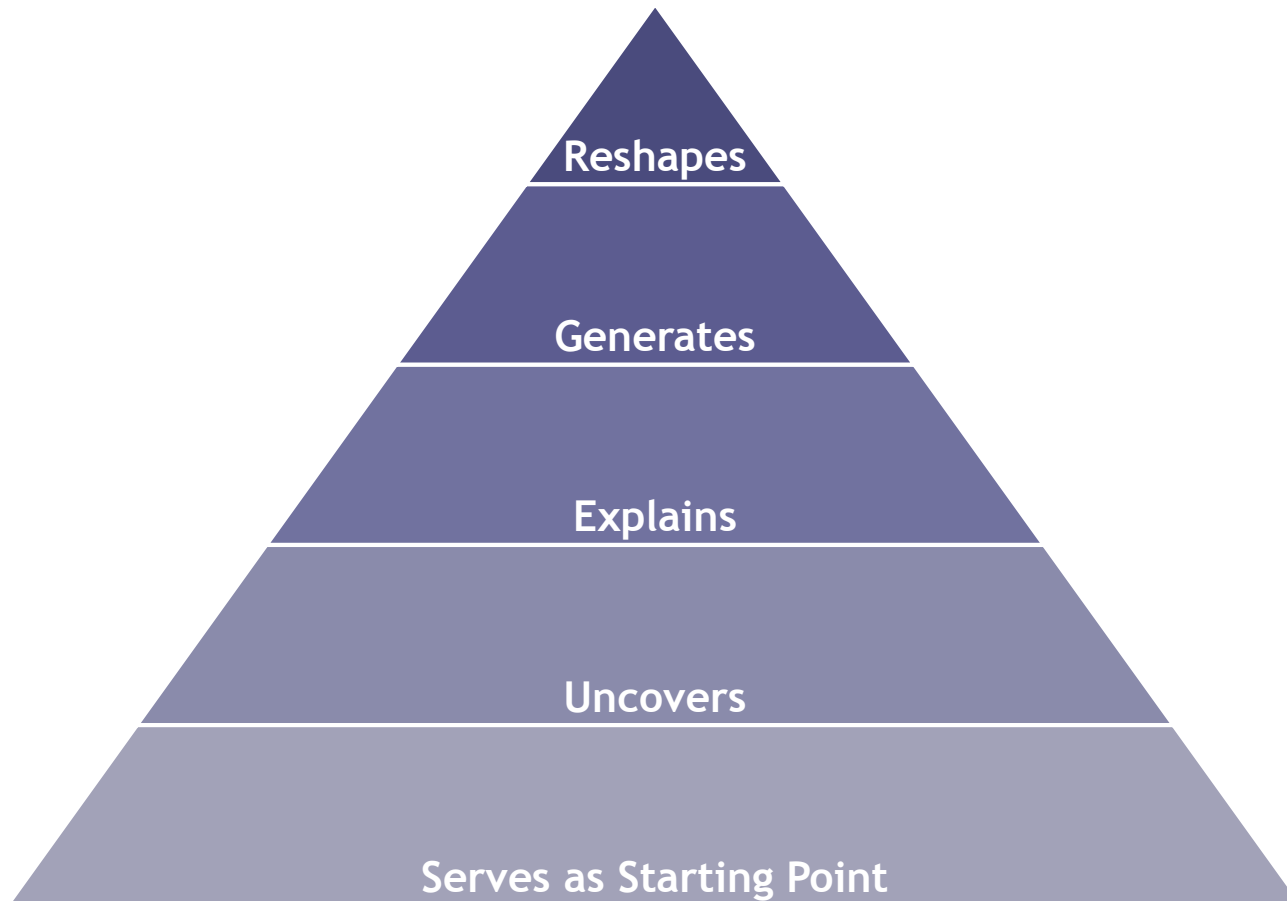 Reshapes
Generates
Explains
Uncovers
Serves as Starting Point